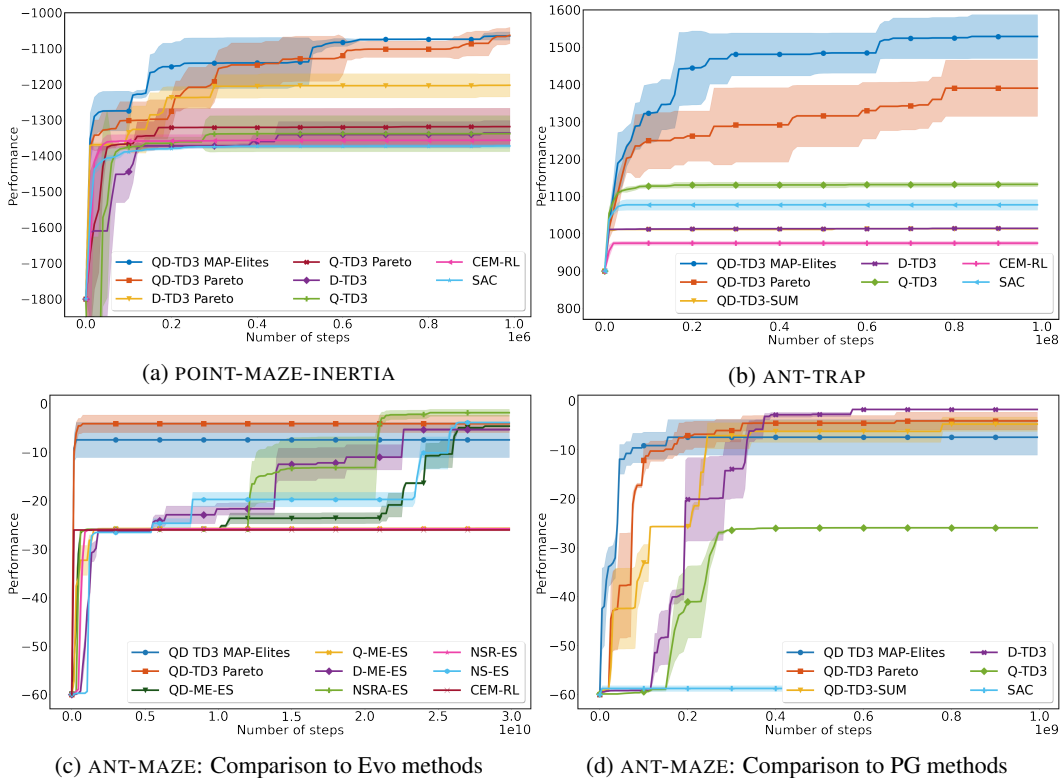 −1000
−1100
−1200
−1300
−1400
−1500
−1600
−1700
−1800
Performance
QD-TD3 MAP-Elites
QD-TD3 Pareto
D-TD3 Pareto
Q-TD3 Pareto
D-TD3
Q-TD3
CEM-RL
SAC
0.0 0.2 0.4 0.6 0.8 1.0
Number of steps
1e6
(a) POINT-MAZE-INERTIA
1600
1500
1400
1300
1200
1100
1000
900
800
Performance
QD-TD3 MAP-Elites
QD-TD3 Pareto
QD-TD3-SUM
D-TD3
Q-TD3
CEM-RL
SAC
0.0 0.2 0.4 0.6 0.8 1.0
Number of steps
1e8
(b) ANT-TRAP
0
−10
−20
−30
−40
−50
−60
Performance
QD TD3 MAP-Elites
QD-TD3 Pareto
QD-ME-ES
Q-ME-ES
D-ME-ES
NSRA-ES
NSR-ES
NS-ES
CEM-RL
0.0 0.5 1.0 1.5 2.0 2.5 3.0
Number of steps
1e10
(c) ANT-MAZE: Comparison to Evo methods
0
−10
−20
−30
−40
−50
−60
Performance
QD TD3 MAP-Elites
QD-TD3 Pareto
QD-TD3-SUM
D-TD3
Q-TD3
SAC
0.0 0.2 0.4 0.6 0.8 1.0
Number of steps
1e9
(d) ANT-MAZE: Comparison to PG methods